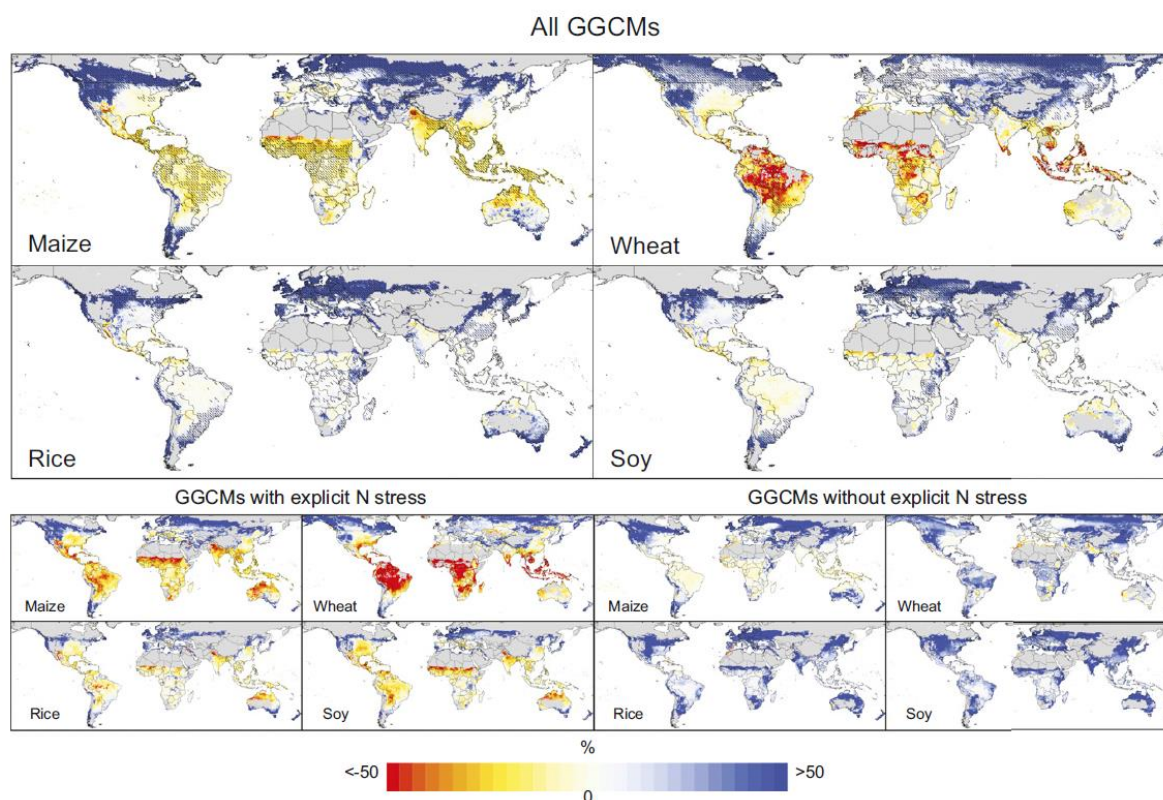 All GGCMs
Maize
Wheat
Rice
Soy
GGCMs with explicit N stress
GGCMs without explicit N stress
Maize
Wheat
Maize
Wheat
Rice
Soy
Rice
Soy
%
<-50
>50
0